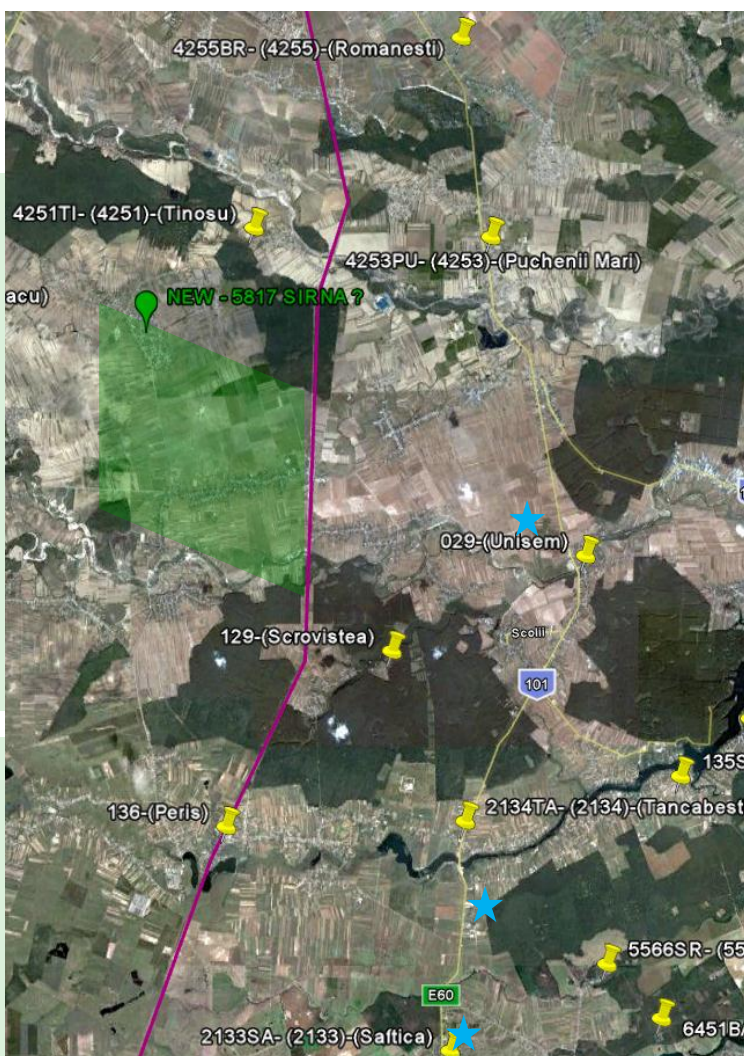 4255BR- (4255)-(Romanesti)
4251TI- (4251)-(Tinosu)
4253PU- (4253)-(Puchenii Mari)
acu)
NEW - 5817 SIRNA ?
029-(Unisem)
129-(Scrovistea)
Scolii
101
135S
136-(Peris)
2134TA- (2134)-(Tancabest
5566SR- (55
E60
2133SA- (2133)-(Saftica)
6451BA